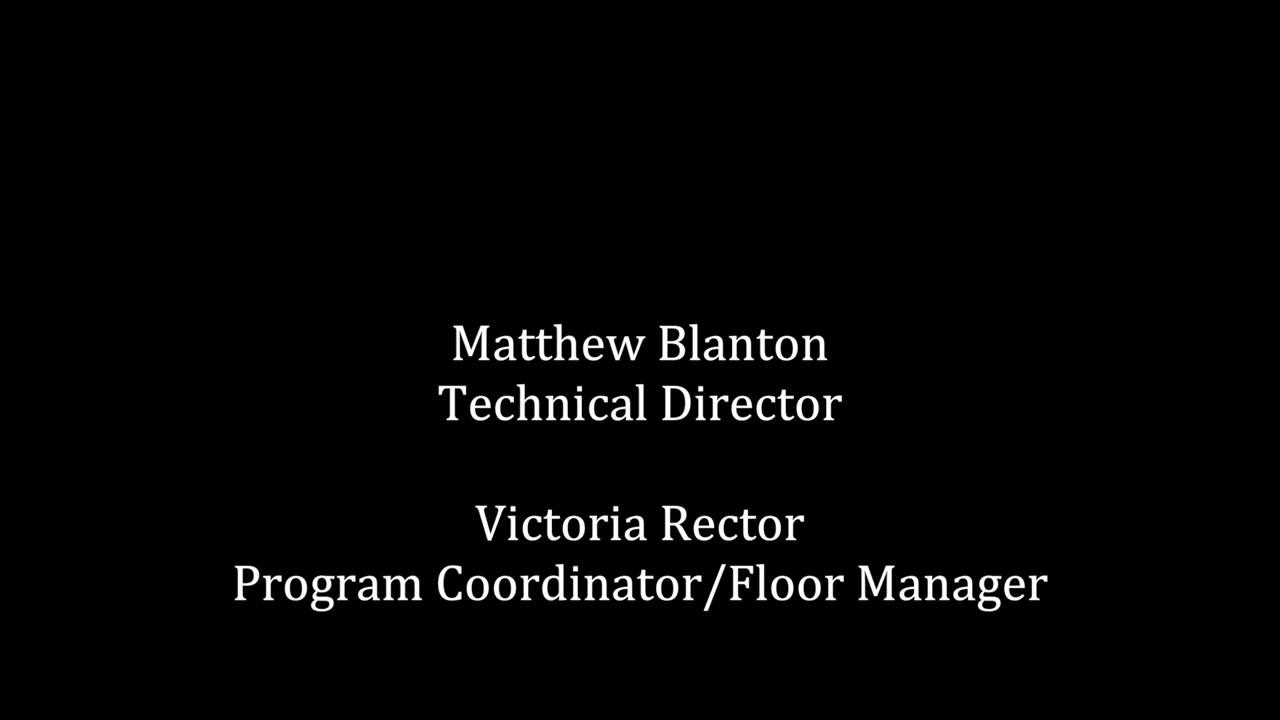 Matthew Blanton
Technical Director
Victoria Rector
Program Coordinator/Floor Manager